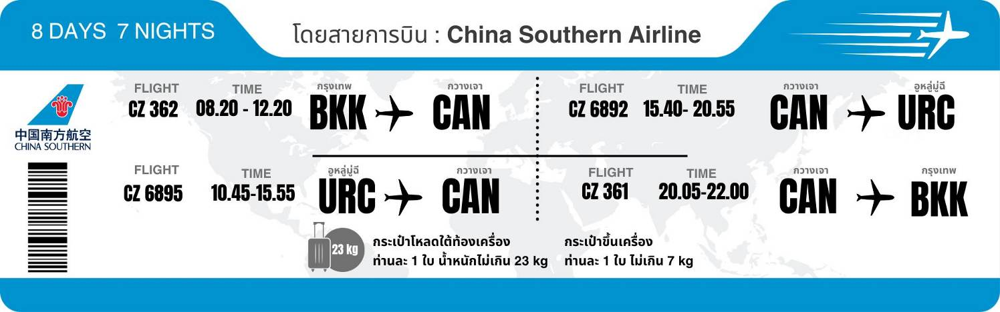 8 DAYS 7 NIGHTS
โดยสายการบิน : China Southern Airline
中国南方航空
CHINA SOUTHERN
FLIGHT TIME กรุงเทพ กวางเจา
CZ 362 08.20 - 12.20 BKK CAN
FLIGHT TIME กวางเจา อูหลู่มู่ฉี
CZ 6892 15.40- 20.55 CAN URC
FLIGHT TIME อูหลู่มู่ฉี กวางเจา
CZ 6895 10.45-15.55 URC CAN
FLIGHT TIME กวางเจา กรุงเทพ
CZ 361 20.05-22.00 CAN BKK
23 kg
กระเป๋าโหลดใต้ท้องเครื่อง
ท่านละ 1 ใบ น้ำหนักไม่เกิน 23 kg
กระเป๋าขึ้นเครื่อง
ท่านละ 1 ใบ ไม่เกิน 7 kg